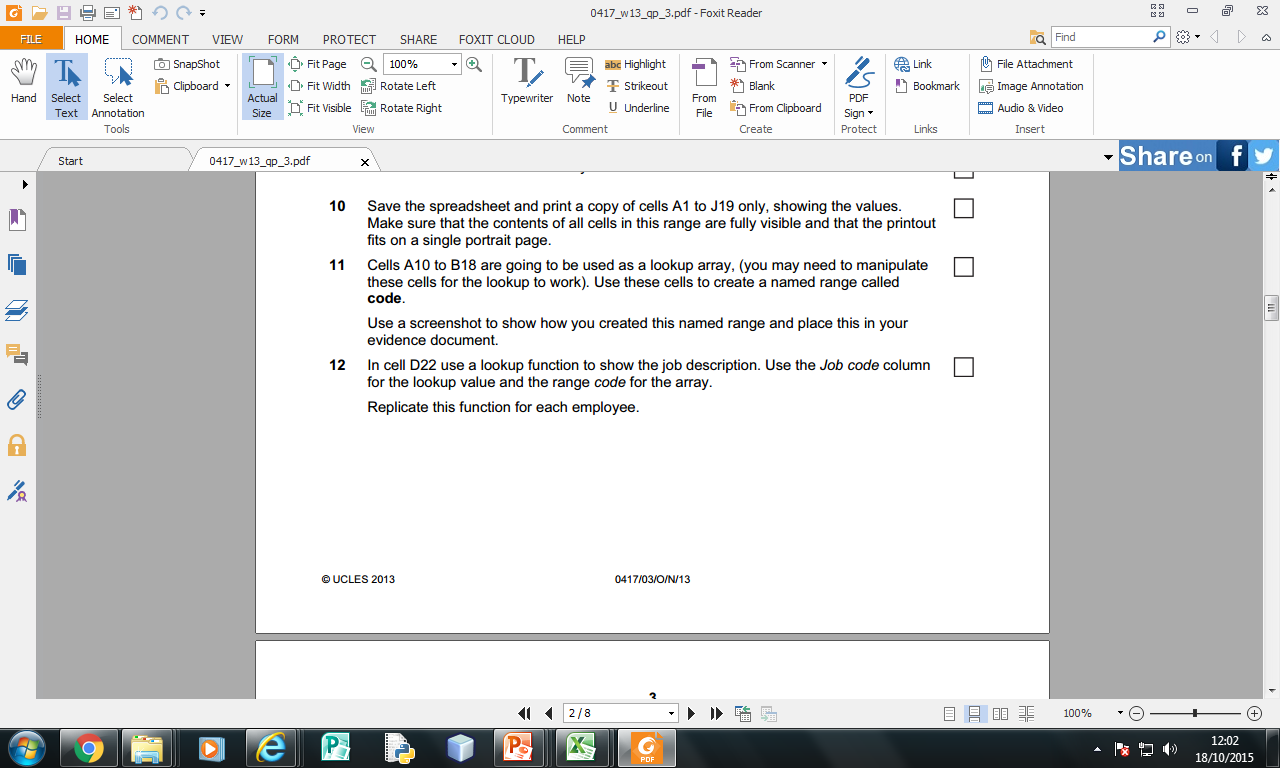 0417_w13_qp_3.pdf - Foxit Reader
FILE HOME COMMENT VIEW FORM PROTECT SHARE FOXIT CLOUD HELP
Find
Hand
Select
Text
Select
Annotation
SnapShot
Clipboard
Tools
Actual
Size
Fit Page
Fit Width
Fit Visible
100%
Rotate Left
Rotate Right
View
Typewriter
Note
abc Highlight
T Strikeout
U Underline
Comment
From
File
From Scanner
Blank
From Clipboard
Create
PDF
Sign
Protect
Link
Bookmark
Links
File Attachment
Image Annotation
Audio & Video
Insert
Start
0417_w13_qp_3.pdf
Share on f
10 Save the spreadsheet and print a copy of cells A1 to J19 only, showing the values.
Make sure that the contents of all cells in this range are fully visible and that the printout
fits on a single portrait page.
11 Cells A10 to B18 are going to be used as a lookup array, (you may need to manipulate
these cells for the lookup to work). Use these cells to create a named range called
code.
Use a screenshot to show how you created this named range and place this in your
evidence document.
12 In cell D22 use a lookup function to show the job description. Use the Job code column
for the lookup value and the range code for the array.
Replicate this function for each employee.
© UCLES 2013 0417/03/O/N/13
3
2 / 8
100%
PDF
12:02
18/10/2015